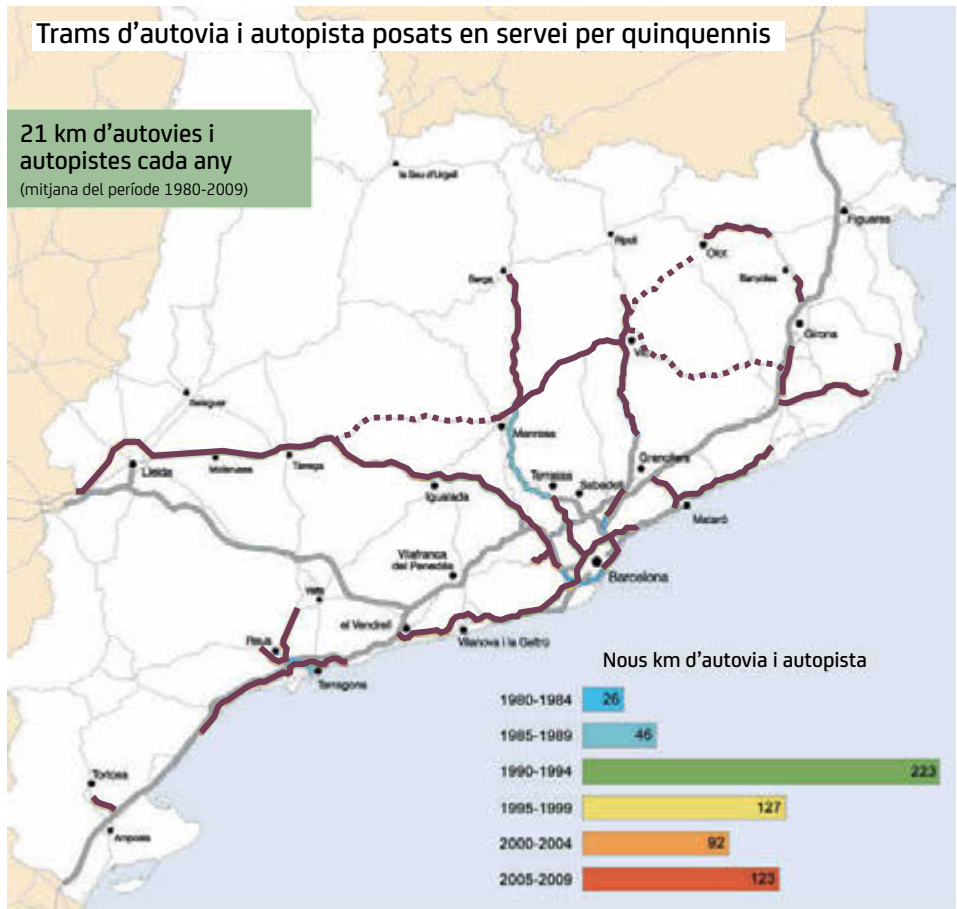 Trams d'autovia i autopista posats en servei per quinquennis
21 km d'autovies i
autopistes cada any
(mitjana del període 1980-2009)
la Seu d'Urgell
Figueres
Ripoll
Olot
Berga
Banyoles
Girona
Vic
Balaguer
Manresa
Lleida
Mollerussa
Tàrrega
Terrassa
Sabadell
Granollers
Igualada
Mataró
Vilafranca
del Penedès
Barcelona
Valls
el Vendrell
Reus
Vilanova i la Geltrú
Tarragona
Nous km d'autovia i autopista
1980-1984 26
1985-1989 46
1990-1994 223
1995-1999 127
2000-2004 92
2005-2009 123
Tortosa
Amposta